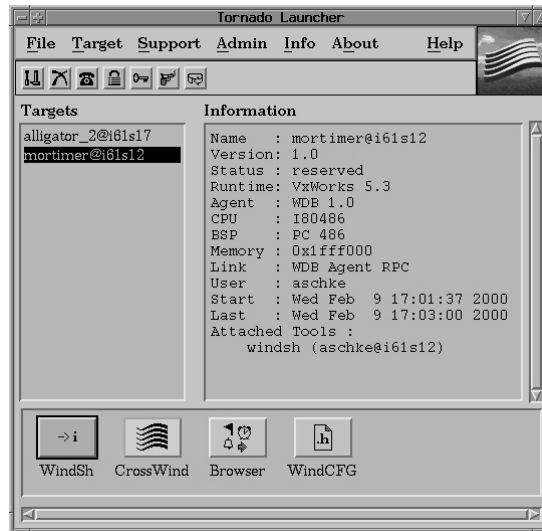 Tornado Launcher
File Target Support Admin Info About Help
Targets
alligator_2@i61s17
mortimer@i61s12
Information
Name : mortimer@i61s12
Version: 1.0
Status : reserved
Runtime: VxWorks 5.3
Agent : WDB 1.0
CPU : I80486
BSP : PC 486
Memory : 0x1fff000
Link : WDB Agent RPC
User : aschke
Start : Wed Feb 9 17:01:37 2000
Last : Wed Feb 9 17:03:00 2000
Attached Tools :
windsh (aschke@i61s12)
->i
.h
WindSh CrossWind Browser WindCFG